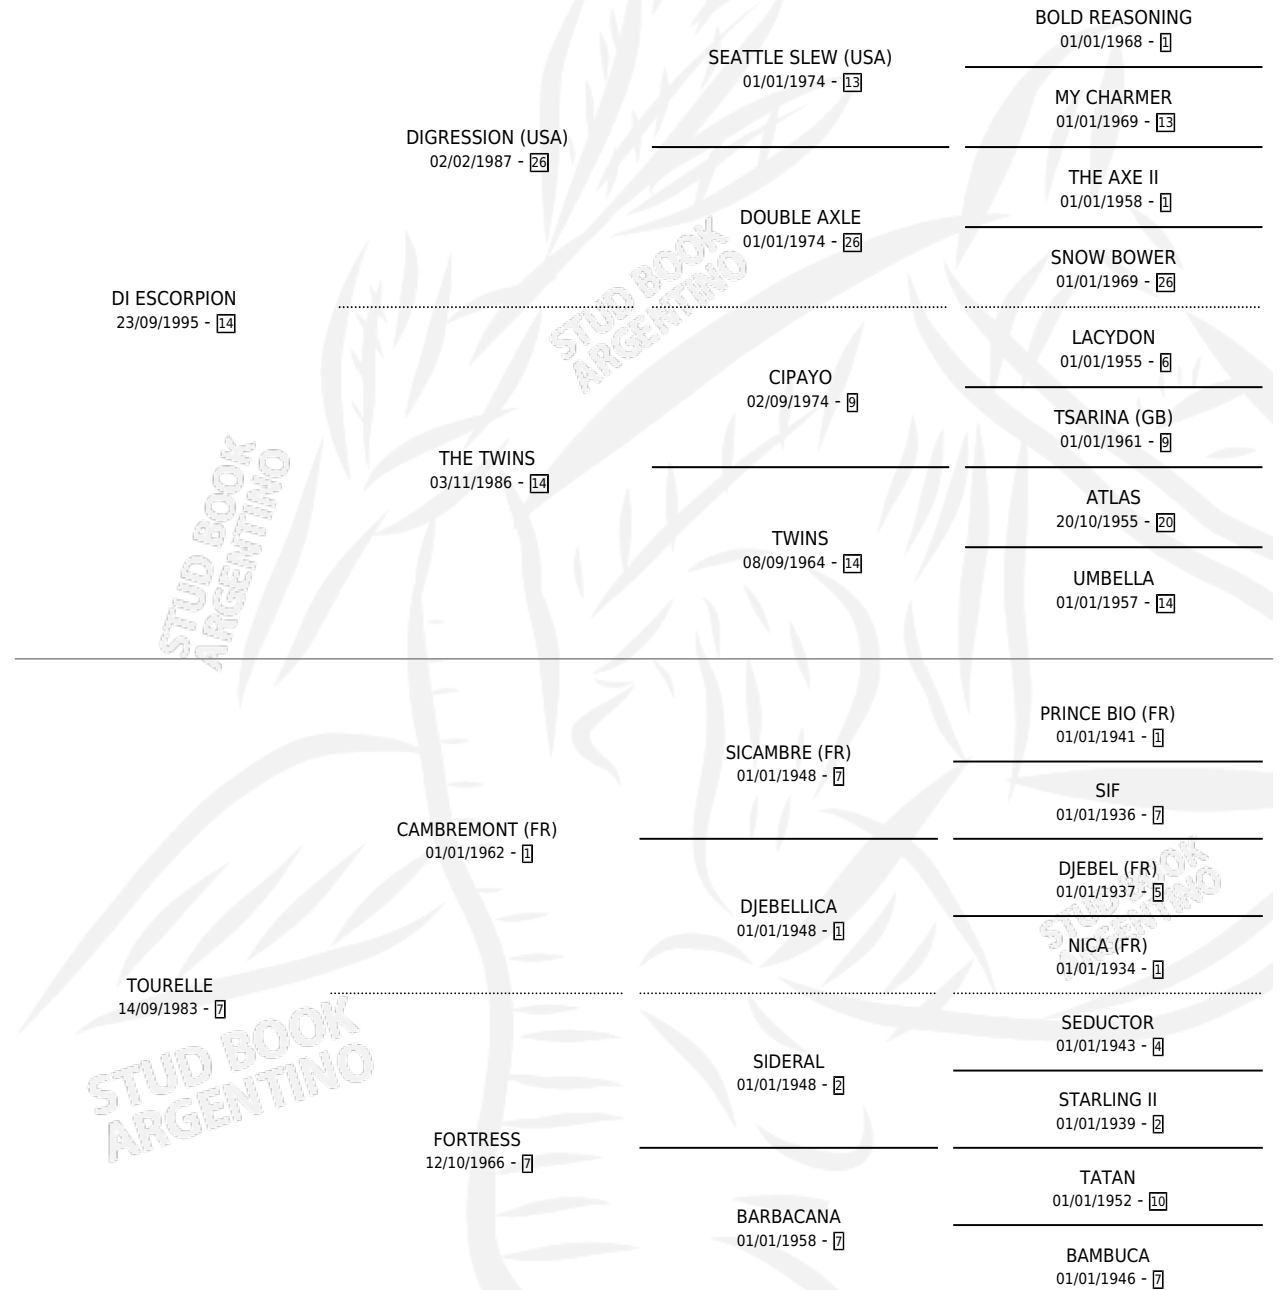 BOLD REASONING
01/01/1968 - 1
SEATTLE SLEW (USA)
01/01/1974 - 13
MY CHARMER
01/01/1969 - 13
DIGRESSION (USA)
02/02/1987 - 26
THE AXE II
01/01/1958 - 1
DOUBLE AXLE
01/01/1974 - 26
SNOW BOWER
01/01/1969 - 26
DI ESCORPION
23/09/1995 - 14
STUD BOOK
ARGENTINO
LACYDON
01/01/1955 - 6
CIPAYO
02/09/1974 - 9
TSARINA (GB)
01/01/1961 - 9
THE TWINS
03/11/1986 - 14
ATLAS
20/10/1955 - 20
TWINS
08/09/1964 - 14
UMBELLA
01/01/1957 - 14
STUD BOOK
ARGENTINO
PRINCE BIO (FR)
01/01/1941 - 1
SICAMBRE (FR)
01/01/1948 - 7
SIF
01/01/1936 - 7
CAMBREMONT (FR)
01/01/1962 - 1
DJEBEL (FR)
01/01/1937 - 5
DJEBELLICA
01/01/1948 - 1
STUD BOOK
ARGENTINO
NICA (FR)
01/01/1934 - 1
TOURELLE
14/09/1983 - 7
SEDUCTOR
01/01/1943 - 4
SIDERAL
01/01/1948 - 2
STARLING II
01/01/1939 - 2
STUD BOOK
ARGENTINO
FORTRESS
12/10/1966 - 7
TATAN
01/01/1952 - 10
BARBACANA
01/01/1958 - 7
BAMBUCA
01/01/1946 - 7